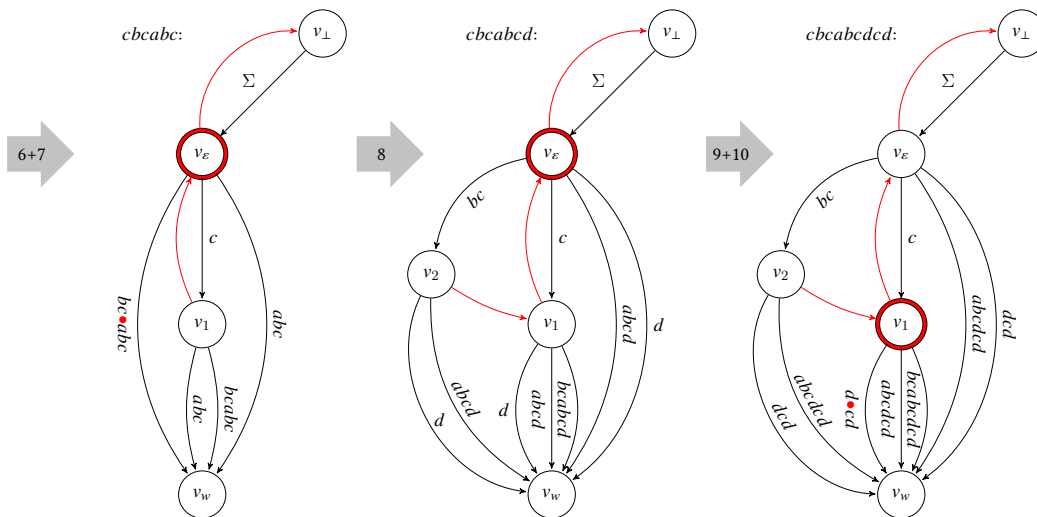 6+7
cbcabc:
v⊥
Σ
vε
c
bc•abc
abc
v1
abc
bcabc
vw
8
cbcabcd:
v⊥
Σ
vε
bc
c
v2
v1
abcd
d
d
abcd
d
abcd
bcabcd
vw
9+10
cbcabcdcd:
v⊥
Σ
vε
bc
c
v2
v1
abcdcd
dcd
dcd
abcdcd
d•cd
abcdcd
bcabcdcd
vw